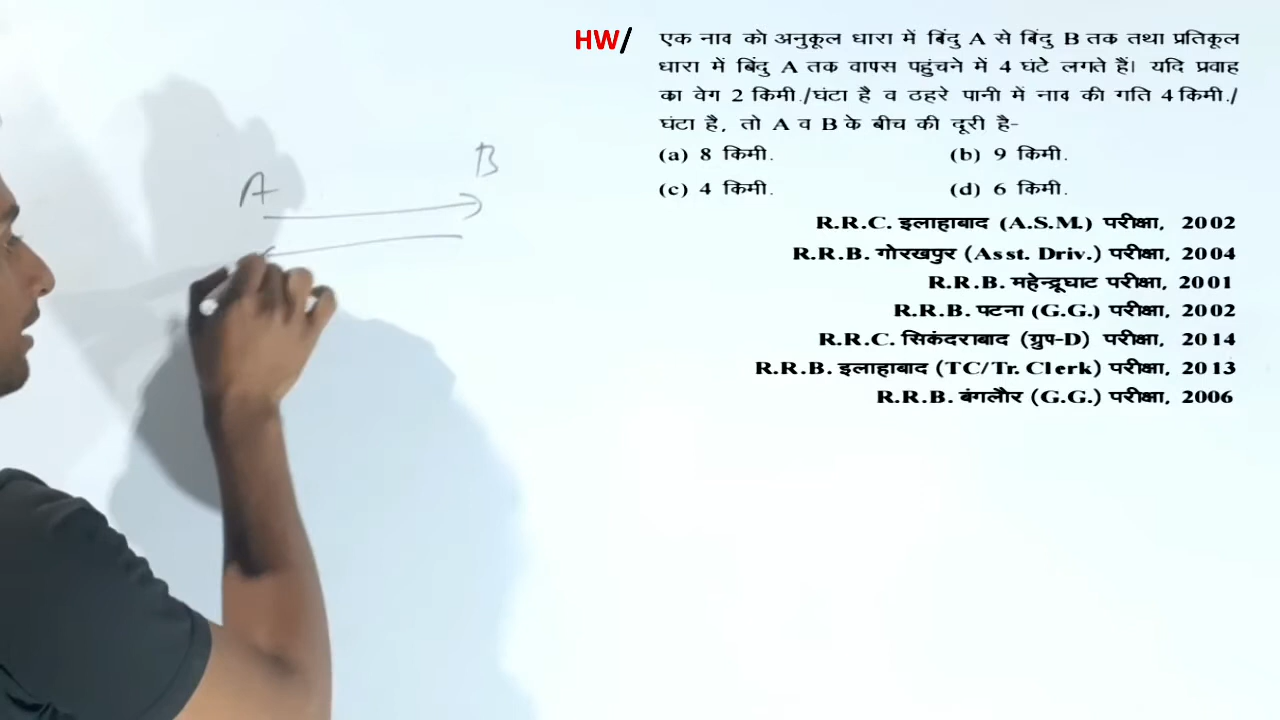 HW/
एक नाव को अनुकूल धारा में बिंदु A से बिंदु B तक तथा प्रतिकूल
धारा में बिंदु A तक वापस पहुंचने में 4 घंटे लगते हैं। यदि प्रवाह
का वेग 2 किमी./घंटा है व ठहरे पानी में नाव की गति 4 किमी./
घंटा है, तो A व B के बीच की दूरी है-
(a) 8 किमी. (b) 9 किमी.
(c) 4 किमी. (d) 6 किमी.
R.R.C. इलाहाबाद (A.S.M.) परीक्षा, 2002
R.R.B. गोरखपुर (Asst. Driv.) परीक्षा, 2004
R.R.B. महेन्द्रूघाट परीक्षा, 2001
R.R.B. पटना (G.G.) परीक्षा, 2002
R.R.C. सिकंदराबाद (ग्रुप-D) परीक्षा, 2014
R.R.B. इलाहाबाद (TC/Tr. Clerk) परीक्षा, 2013
R.R.B. बंगलौर (G.G.) परीक्षा, 2006
A B